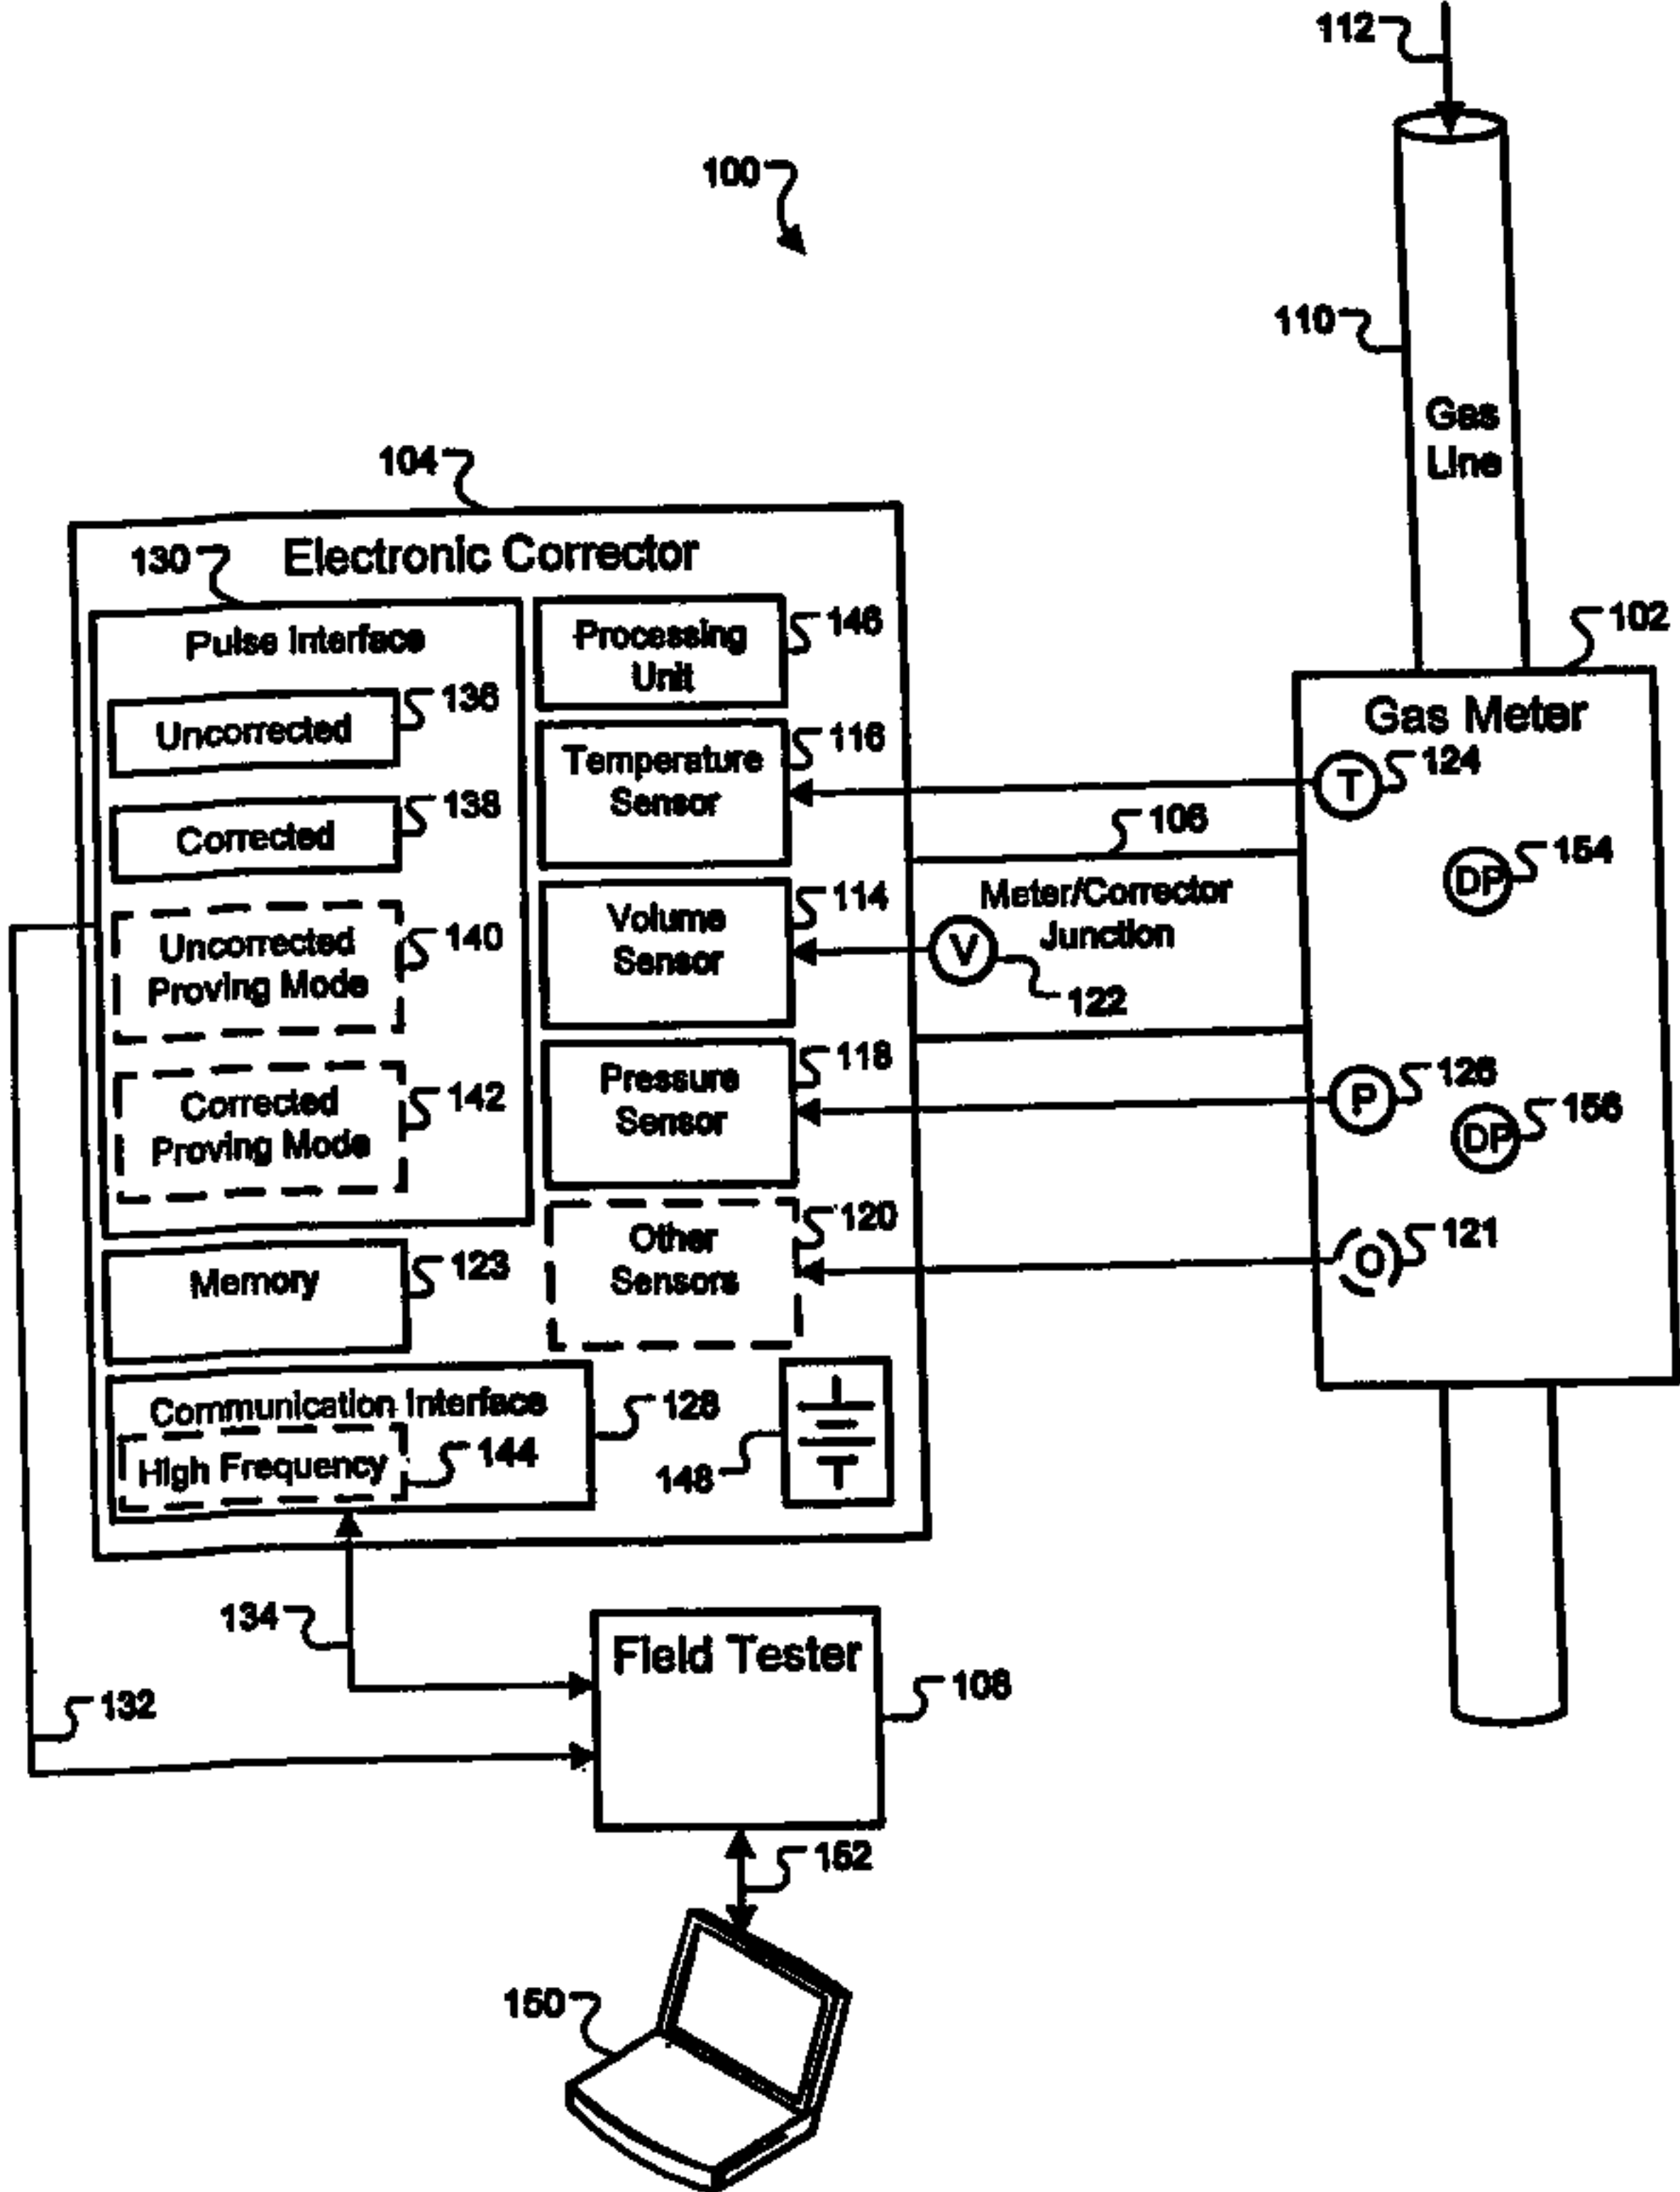 112
100
110
Gas
Line
104
Electronic Corrector
130
102
Pulse Interface
Processing
Unit
146
Gas Meter
136
Uncorrected
Temperature
Sensor
116
T
124
138
Corrected
106
DP
154
Meter/Corrector
Junction
Volume
Sensor
114
V
122
Uncorrected
Proving Mode
140
Pressure
Sensor
118
P
126
Corrected
Proving Mode
142
DP
156
Other
Sensors
120
O
121
Memory
123
Communication Interface
128
High Frequency
144
148
134
Field Tester
108
132
152
150